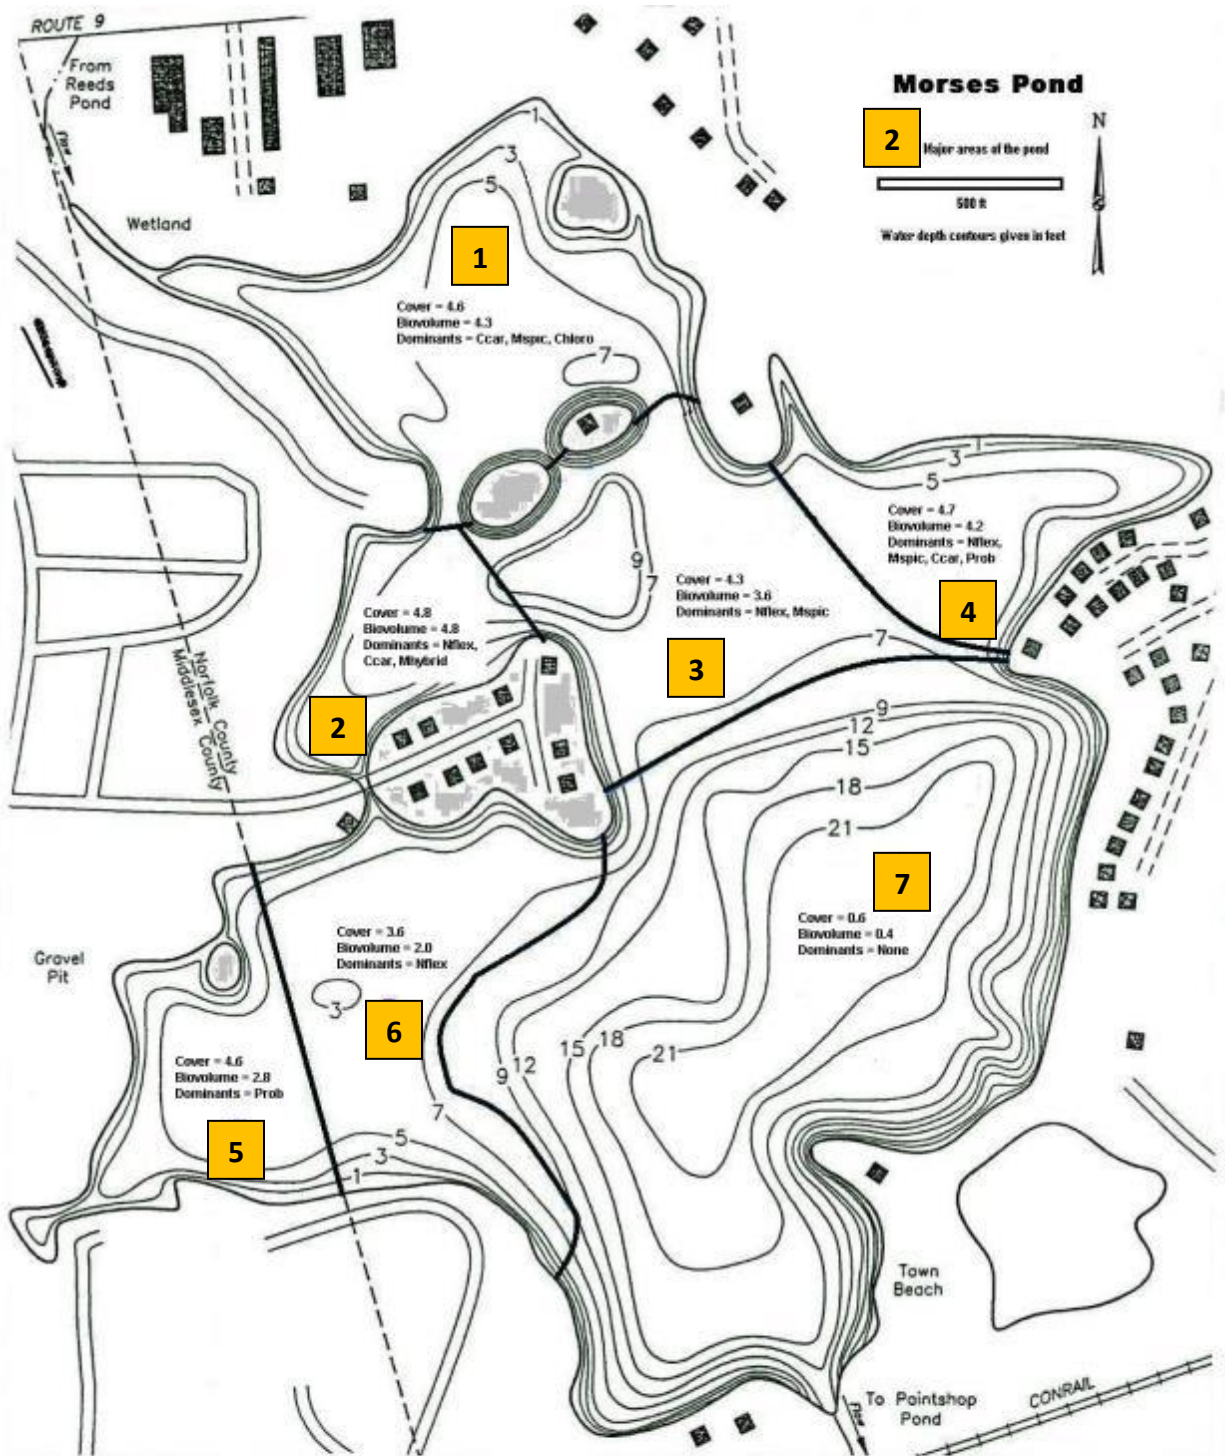 ROUTE 9
From
Reeds
Pond
Flow
Wetland
Morses Pond
2
Major areas of the pond
500 ft
Water depth contours given in feet
N
1
3
5
1
Cover = 4.6
Biovolume = 4.3
Dominants = Ccar, Mspic, Chloro
7
1
3
5
Cover = 4.7
Biovolume = 4.2
Dominants = Nflex,
Mspic, Ccar, Prob
4
9
7
Cover = 4.3
Biovolume = 3.6
Dominants = Nflex, Mspic
3
Cover = 4.8
Biovolume = 4.8
Dominants = Nflex,
Ccar, Mhybrid
2
Norfolk County
Middlesex County
7
9
12
15
18
21
7
Cover = 0.6
Biovolume = 0.4
Dominants = None
Gravel
Pit
Cover = 3.6
Biovolume = 2.0
Dominants = Nflex
3
6
Cover = 4.6
Biovolume = 2.8
Dominants = Prob
5
9
12
15
18
21
7
5
3
1
Town
Beach
To Paintshop
Pond
Flow
CONRAIL